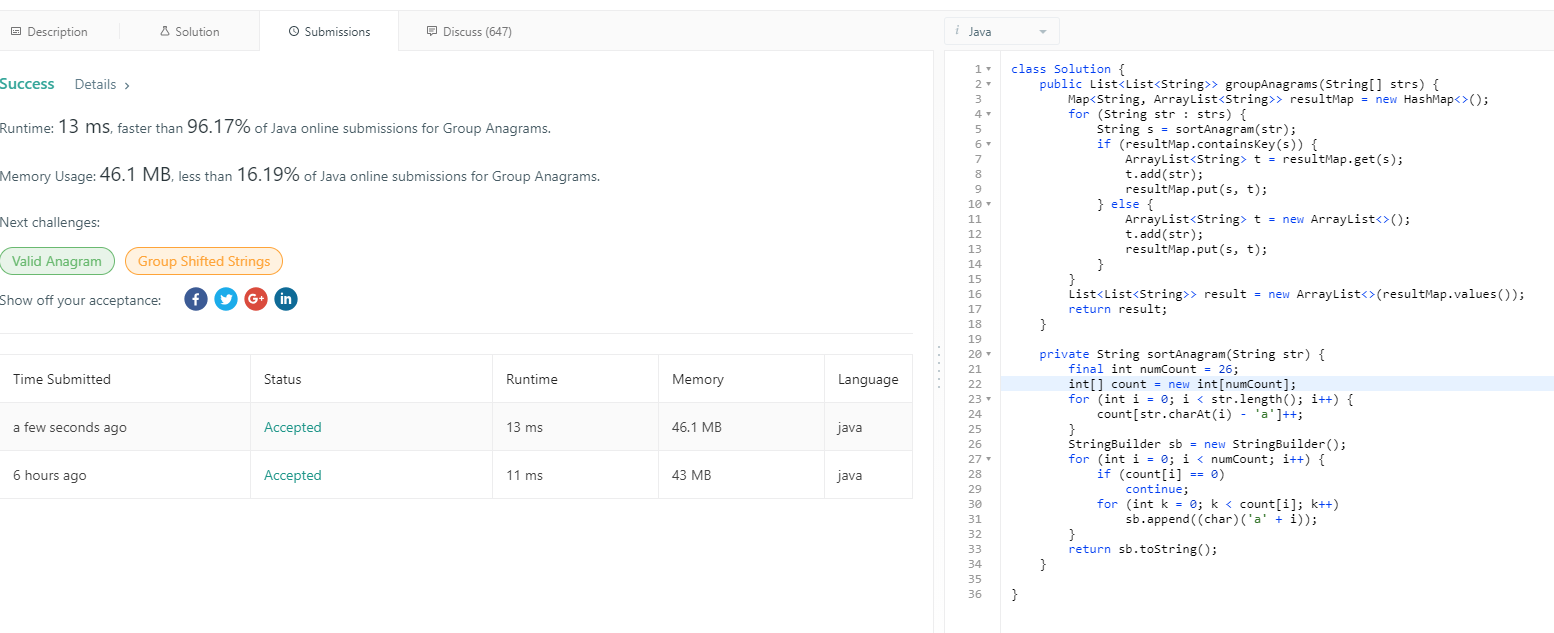 Description
Solution
Submissions
Discuss (647)
Success
Details ›
Runtime: 13 ms, faster than 96.17% of Java online submissions for Group Anagrams.
Memory Usage: 46.1 MB, less than 16.19% of Java online submissions for Group Anagrams.
Next challenges:
Valid Anagram
Group Shifted Strings
Show off your acceptance:
Time Submitted Status Runtime Memory Language
a few seconds ago Accepted 13 ms 46.1 MB java
6 hours ago Accepted 11 ms 43 MB java
i Java
1 class Solution {
2     public List<List<String>> groupAnagrams(String[] strs) {
3         Map<String, ArrayList<String>> resultMap = new HashMap<>();
4         for (String str : strs) {
5             String s = sortAnagram(str);
6             if (resultMap.containsKey(s)) {
7                 ArrayList<String> t = resultMap.get(s);
8                 t.add(str);
9                 resultMap.put(s, t);
10             } else {
11                 ArrayList<String> t = new ArrayList<>();
12                 t.add(str);
13                 resultMap.put(s, t);
14             }
15         }
16         List<List<String>> result = new ArrayList<>(resultMap.values());
17         return result;
18     }
19
20     private String sortAnagram(String str) {
21         final int numCount = 26;
22         int[] count = new int[numCount];
23         for (int i = 0; i < str.length(); i++) {
24             count[str.charAt(i) - 'a']++;
25         }
26         StringBuilder sb = new StringBuilder();
27         for (int i = 0; i < numCount; i++) {
28             if (count[i] == 0)
29                 continue;
30             for (int k = 0; k < count[i]; k++)
31                 sb.append((char)('a' + i));
32         }
33         return sb.toString();
34     }
35
36 }